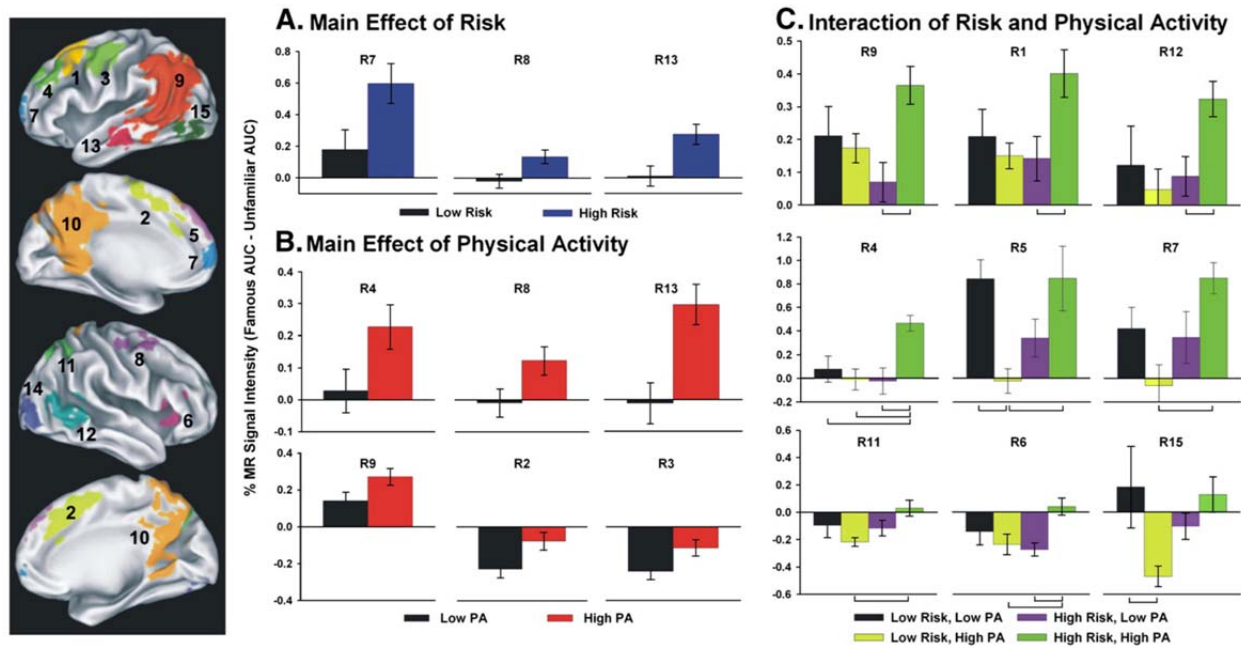 A. Main Effect of Risk
C. Interaction of Risk and Physical Activity
% MR Signal Intensity (Famous AUC - Unfamiliar AUC)
1
3
4
7
9
15
13
10
2
5
7
11
8
14
12
6
2
10
R7
R8
R13
0.8
0.6
0.4
0.2
0.0
Low Risk
High Risk
B. Main Effect of Physical Activity
R4
R8
R13
0.4
0.3
0.2
0.1
0.0
-0.1
R9
R2
R3
0.4
0.2
0.0
-0.2
-0.4
Low PA
High PA
R9
R1
R12
0.5
0.4
0.3
0.2
0.1
0.0
R4
R5
R7
1.2
1.0
0.8
0.6
0.4
0.2
0.0
-0.2
R11
R6
R15
0.6
0.4
0.2
0.0
-0.2
-0.4
-0.6
Low Risk, Low PA
High Risk, Low PA
Low Risk, High PA
High Risk, High PA